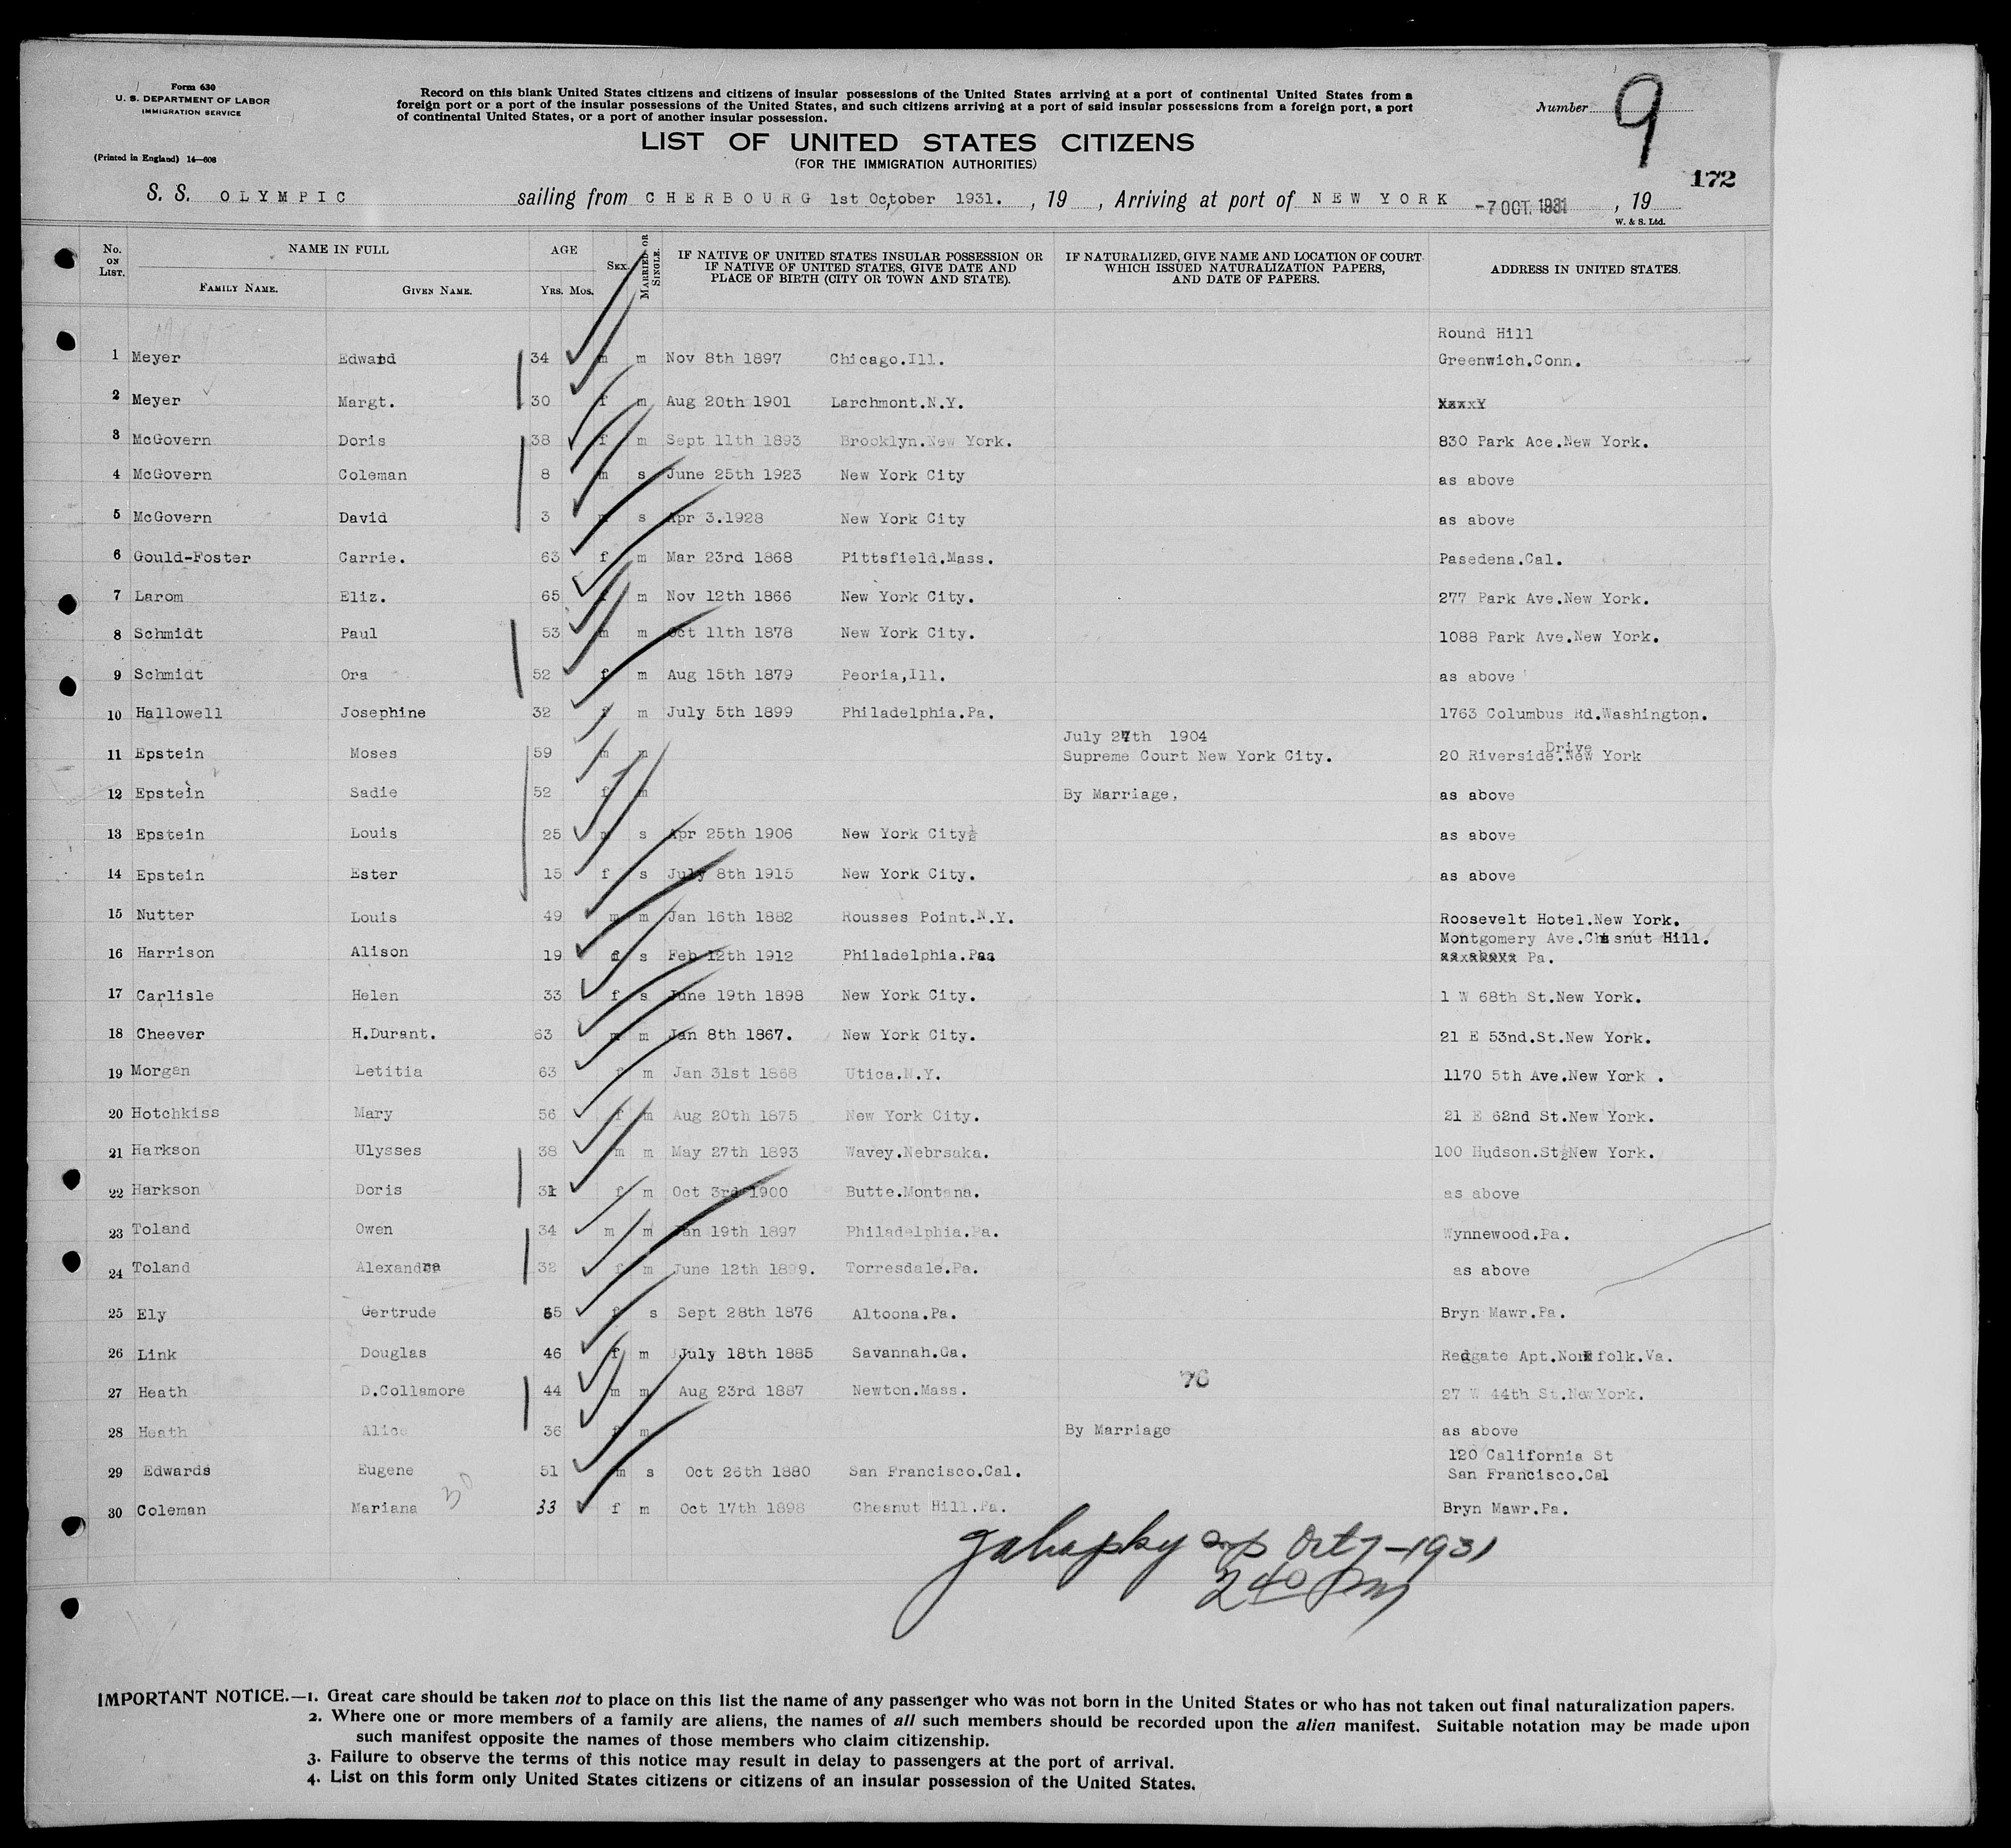 Form 630
U. S. DEPARTMENT OF LABOR
IMMIGRATION SERVICE
(Printed in England) 14—608
Record on this blank United States citizens and citizens of insular possessions of the United States arriving at a port of continental United States from a
foreign port or a port of the insular possessions of the United States, and such citizens arriving at a port of said insular possessions from a foreign port, a port
of continental United States, or a port of another insular possession.
Number 9
LIST OF UNITED STATES CITIZENS
(FOR THE IMMIGRATION AUTHORITIES)
172
S. S. OLYMPIC sailing from CHERBOURG 1st October 1931. , 19 , Arriving at port of NEW YORK -7 OCT. 1931 , 19
W. & S. Ltd.
No. ON LIST. NAME IN FULL FAMILY NAME. GIVEN NAME. AGE YRS. MOS. SEX. MARRIED OR SINGLE. IF NATIVE OF UNITED STATES INSULAR POSSESSION OR IF NATIVE OF UNITED STATES, GIVE DATE AND PLACE OF BIRTH (CITY OR TOWN AND STATE). IF NATURALIZED, GIVE NAME AND LOCATION OF COURT WHICH ISSUED NATURALIZATION PAPERS, AND DATE OF PAPERS. ADDRESS IN UNITED STATES.
Round Hill
1 Meyer Edward 34 m m Nov 8th 1897 Chicago.Ill. Greenwich.Conn.
2 Meyer Margt. 30 f m Aug 20th 1901 Larchmont.N.Y.
3 McGovern Doris 38 f m Sept 11th 1893 Brooklyn.New York. 830 Park Ace.New York.
4 McGovern Coleman 8 m s June 25th 1923 New York City as above
5 McGovern David 3 m s Apr 3.1928 New York City as above
6 Gould-Foster Carrie. 63 f m Mar 23rd 1868 Pittsfield.Mass. Pasedena.Cal.
7 Larom Eliz. 65 f m Nov 12th 1866 New York City. 277 Park Ave.New York.
8 Schmidt Paul 53 m m Oct 11th 1878 New York City. 1088 Park Ave.New York.
9 Schmidt Ora 52 f m Aug 15th 1879 Peoria,Ill. as above
10 Hallowell Josephine 32 f m July 5th 1899 Philadelphia.Pa. 1763 Columbus Rd.Washington.
July 27th 1904
11 Epstein Moses 59 m m Supreme Court New York City. 20 Riverside Drive.New York
12 Epstein Sadie 52 f m By Marriage, as above
13 Epstein Louis 25 m s Apr 25th 1906 New York City. as above
14 Epstein Ester 15 f s July 8th 1915 New York City. as above
15 Nutter Louis 49 m m Jan 16th 1882 Rousses Point.N.Y. Roosevelt Hotel.New York.
Montgomery Ave.Chesnut Hill.
16 Harrison Alison 19 f s Feb 12th 1912 Philadelphia.Pa. as above Pa.
17 Carlisle Helen 33 f s June 19th 1898 New York City. 1 W 68th St.New York.
18 Cheever H.Durant. 63 m m Jan 8th 1867. New York City. 21 E 53nd.St.New York.
19 Morgan Letitia 63 f m Jan 31st 1868 Utica.N.Y. 1170 5th Ave.New York .
20 Hotchkiss Mary 56 f m Aug 20th 1875 New York City. 21 E 62nd St.New York.
21 Harkson Ulysses 38 m m May 27th 1893 Wavey.Nebrsaka. 100 Hudson.St.New York.
22 Harkson Doris 31 f m Oct 3rd 1900 Butte.Montana. as above
23 Toland Owen 34 m m Jan 19th 1897 Philadelphia.Pa. Wynnewood.Pa.
24 Toland Alexandra 32 f m June 12th 1899. Torresdale.Pa. as above
25 Ely Gertrude 55 f s Sept 28th 1876 Altoona.Pa. Bryn Mawr.Pa.
26 Link Douglas 46 f m July 18th 1885 Savannah.Ga. Redgate Apt.Norfolk.Va.
76
27 Heath D.Collamore 44 m m Aug 23rd 1887 Newton.Mass. 27 W 44th St.New York.
28 Heath Alice 36 f m By Marriage as above
120 California St
29 Edwards Eugene 51 m s Oct 26th 1880 San Francisco.Cal. San Francisco.Cal
30 Coleman Mariana 30 33 f m Oct 17th 1898 Chesnut Hill.Pa. Bryn Mawr.Pa.
Oct 7-1931
2 40 PM
IMPORTANT NOTICE.—1. Great care should be taken not to place on this list the name of any passenger who was not born in the United States or who has not taken out final naturalization papers.
2. Where one or more members of a family are aliens, the names of all such members should be recorded upon the alien manifest. Suitable notation may be made upon
such manifest opposite the names of those members who claim citizenship.
3. Failure to observe the terms of this notice may result in delay to passengers at the port of arrival.
4. List on this form only United States citizens or citizens of an insular possession of the United States.